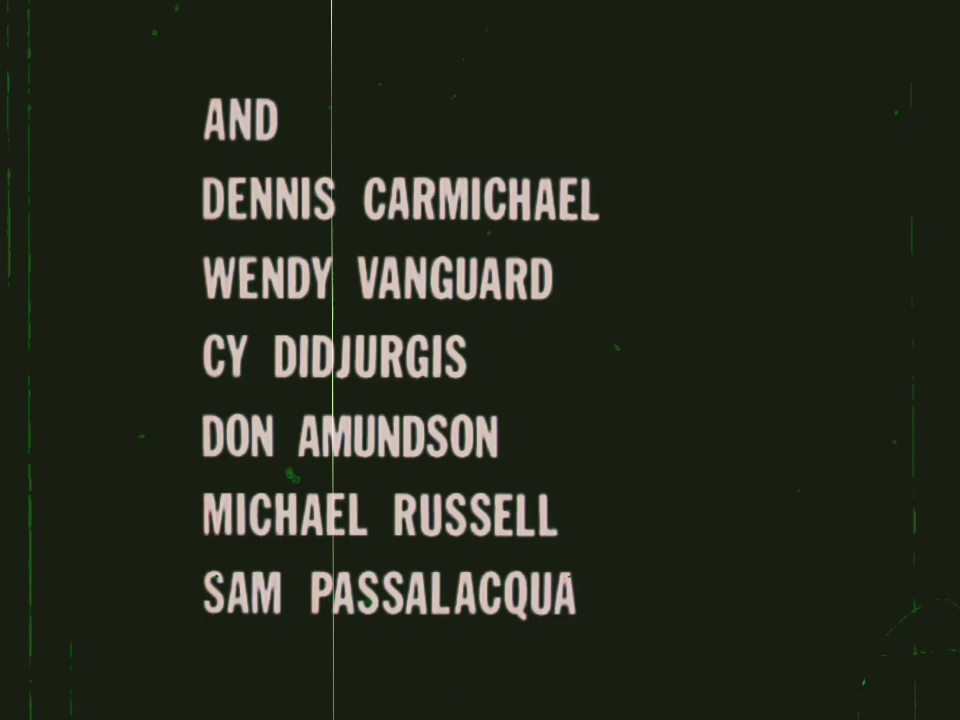 AND
DENNIS CARMICHAEL
WENDY VANGUARD
CY DIDJURGIS
DON AMUNDSON
MICHAEL RUSSELL
SAM PASSALACQUA